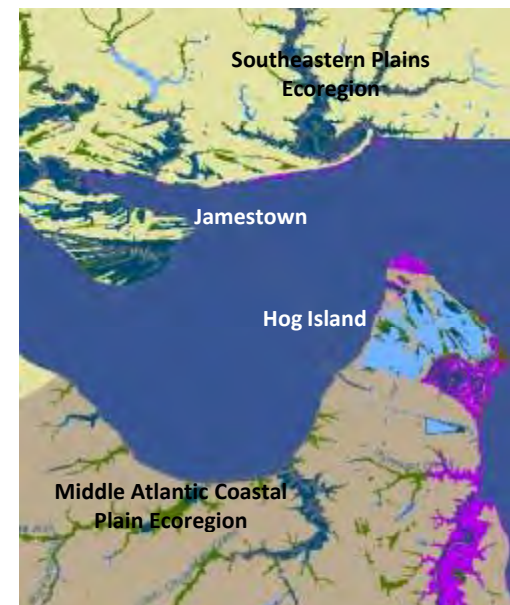 Southeastern Plains
Ecoregion
Jamestown
Hog Island
Middle Atlantic Coastal
Plain Ecoregion